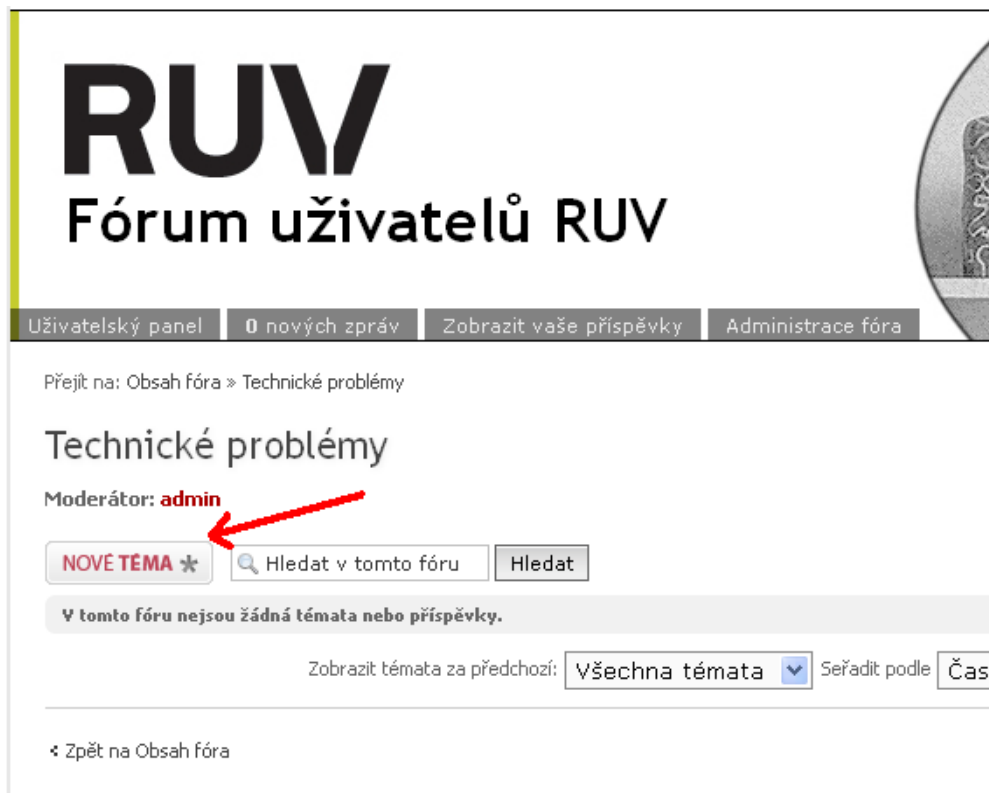 RUV
Fórum uživatelů RUV
Uživatelský panel 0 nových zpráv Zobrazit vaše příspěvky Administrace fóra
Přejít na: Obsah fóra » Technické problémy
Technické problémy
Moderátor: admin
NOVÉ TÉMA * Hledat v tomto fóru Hledat
V tomto fóru nejsou žádná témata nebo příspěvky.
Zobrazit témata za předchozí: Všechna témata Seřadit podle Čas
Zpět na Obsah fóra